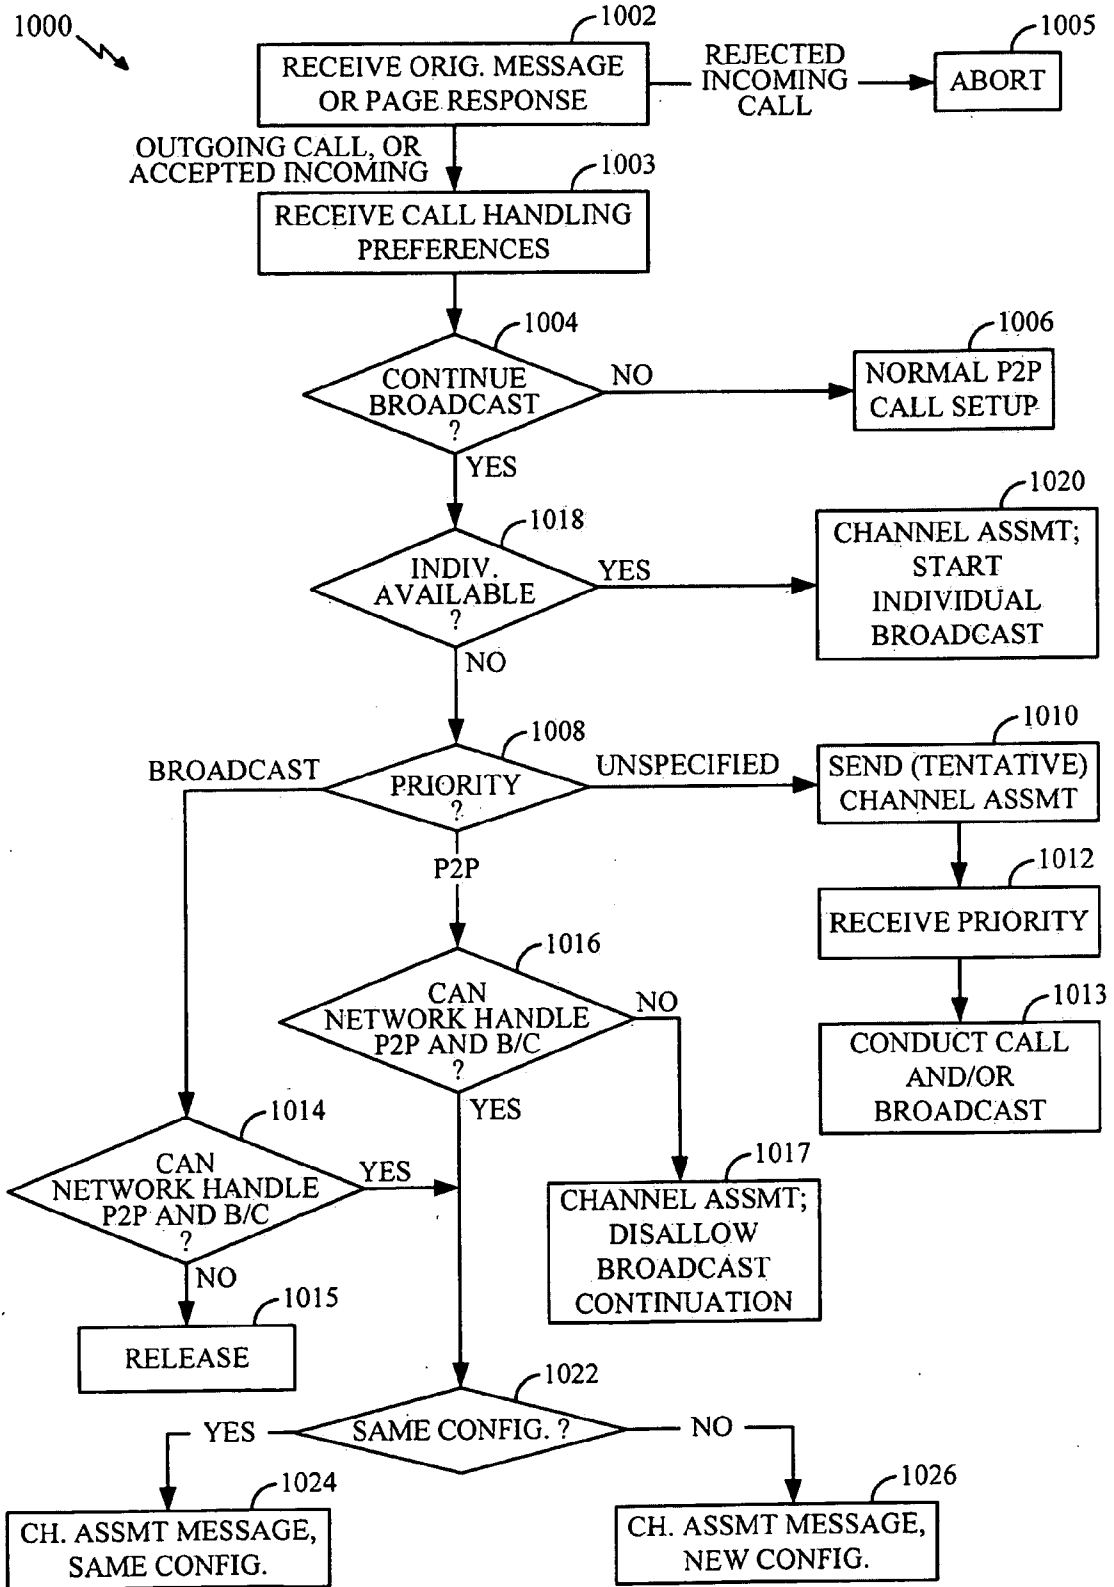 1000
1002
RECEIVE ORIG. MESSAGE
OR PAGE RESPONSE
REJECTED
INCOMING
CALL
1005
ABORT
OUTGOING CALL, OR
ACCEPTED INCOMING
1003
RECEIVE CALL HANDLING
PREFERENCES
1004
CONTINUE
BROADCAST
?
NO
1006
NORMAL P2P
CALL SETUP
YES
1018
INDIV.
AVAILABLE
?
YES
1020
CHANNEL ASSMT;
START
INDIVIDUAL
BROADCAST
NO
1008
PRIORITY
?
BROADCAST
UNSPECIFIED
1010
SEND (TENTATIVE)
CHANNEL ASSMT
P2P
1012
RECEIVE PRIORITY
1016
CAN
NETWORK HANDLE
P2P AND B/C
?
NO
1013
CONDUCT CALL
AND/OR
BROADCAST
YES
1014
CAN
NETWORK HANDLE
P2P AND B/C
?
YES
1017
CHANNEL ASSMT;
DISALLOW
BROADCAST
CONTINUATION
NO
1015
RELEASE
1022
SAME CONFIG. ?
YES
NO
1024
CH. ASSMT MESSAGE,
SAME CONFIG.
1026
CH. ASSMT MESSAGE,
NEW CONFIG.